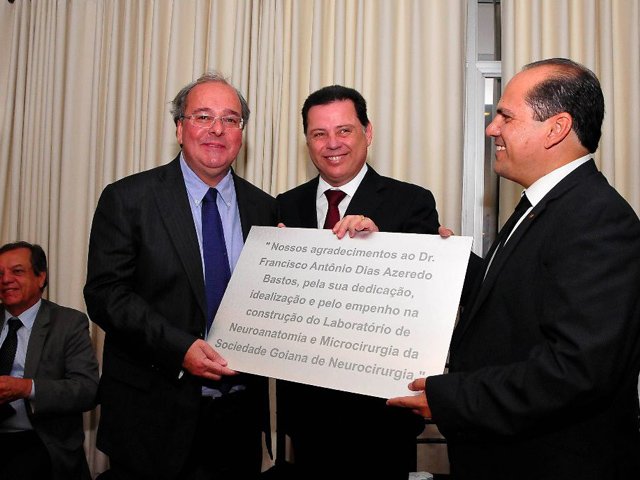 "Nossos agradecimentos ao Dr.
Francisco Antônio Dias Azeredo
Bastos, pela sua dedicação,
idealização e pelo empenho na
construção do Laboratório de
Neuroanatomia e Microcirurgia da
Sociedade Goiana de Neurocirurgia."